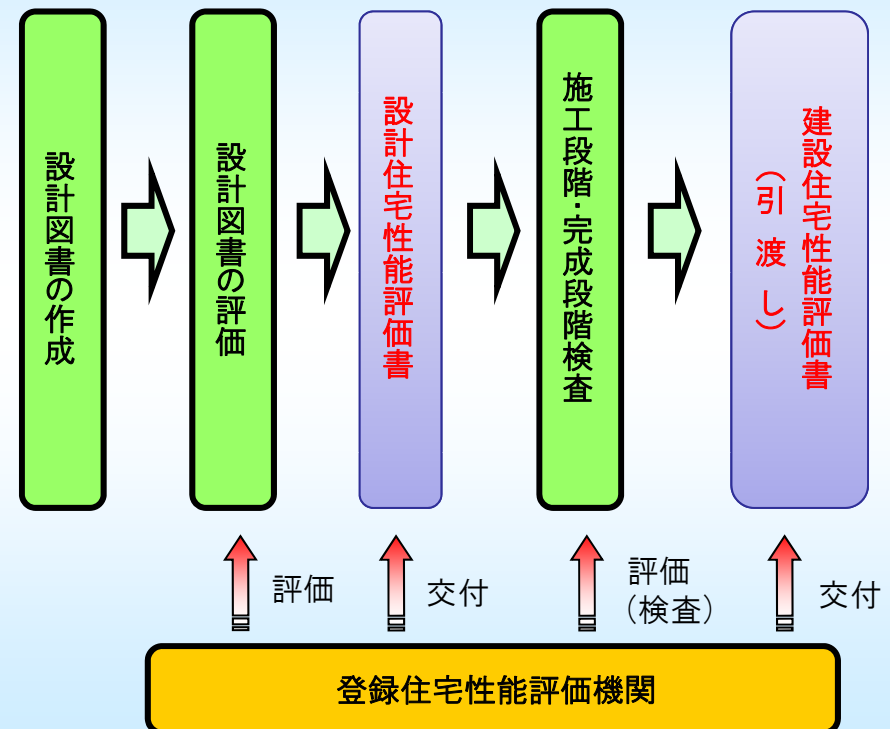 設計図書の作成
設計図書の評価
設計住宅性能評価書
施工段階・完成段階検査
建設住宅性能評価書
（引 渡 し）
評価
交付
評価
（検査）
交付
登録住宅性能評価機関